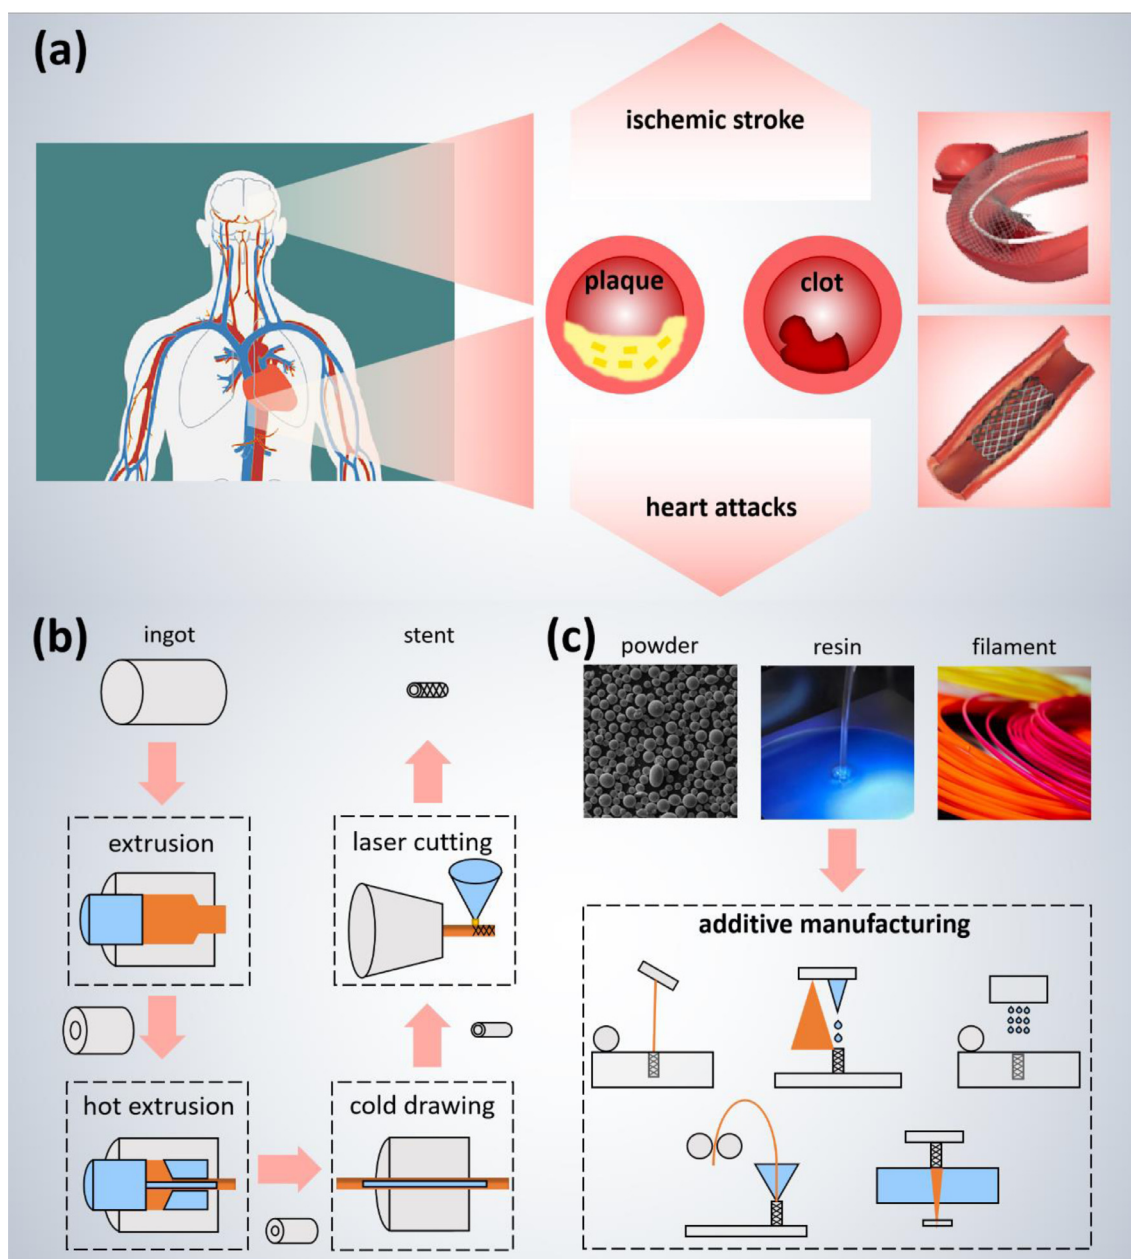 (a)
ischemic stroke
plaque
clot
heart attacks
(b)
ingot
stent
extrusion
laser cutting
hot extrusion
cold drawing
(c)
powder
resin
filament
additive manufacturing